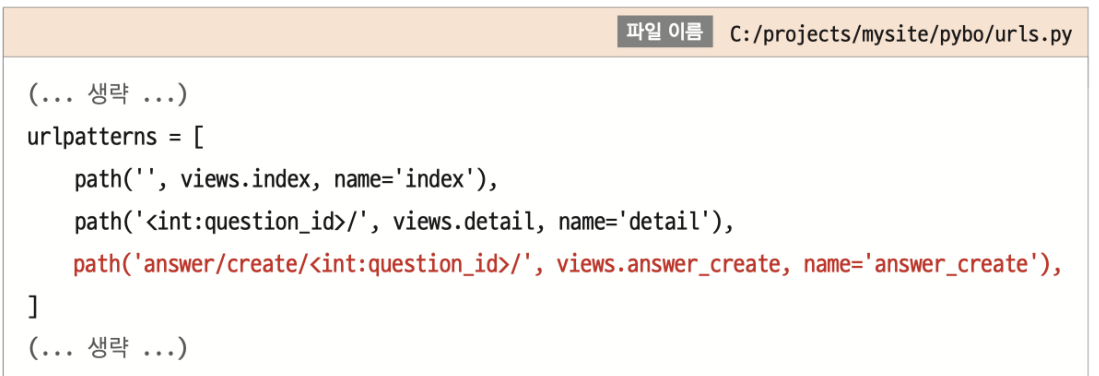 파일 이름 C:/projects/mysite/pybo/urls.py
(... 생략 ...)
urlpatterns = [
    path('', views.index, name='index'),
    path('<int:question_id>/', views.detail, name='detail'),
    path('answer/create/<int:question_id>/', views.answer_create, name='answer_create'),
]
(... 생략 ...)